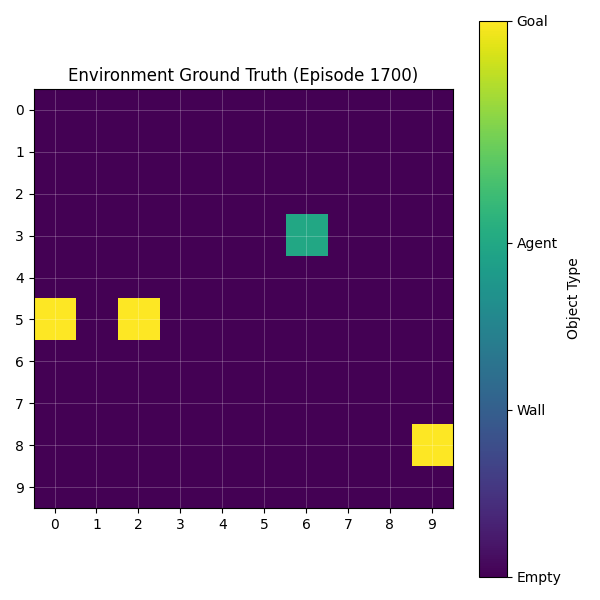 Environment Ground Truth (Episode 1700)
Goal
Agent
Wall
Empty
Object Type
0
1
2
3
4
5
6
7
8
9
0 1 2 3 4 5 6 7 8 9